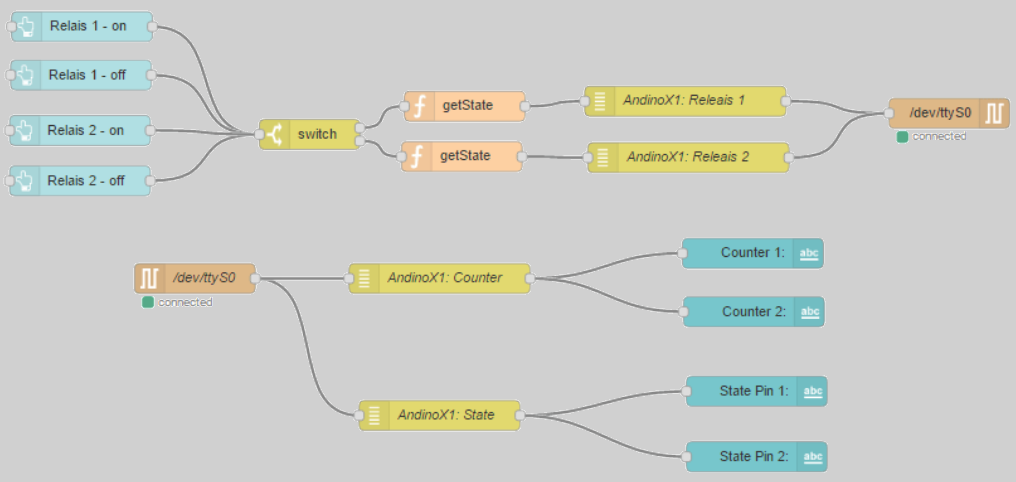 Relais 1 - on
Relais 1 - off
Relais 2 - on
Relais 2 - off
switch
getState
getState
AndinoX1: Releais 1
AndinoX1: Releais 2
/dev/ttyS0
connected
/dev/ttyS0
connected
AndinoX1: Counter
Counter 1: abc
Counter 2: abc
AndinoX1: State
State Pin 1: abc
State Pin 2: abc